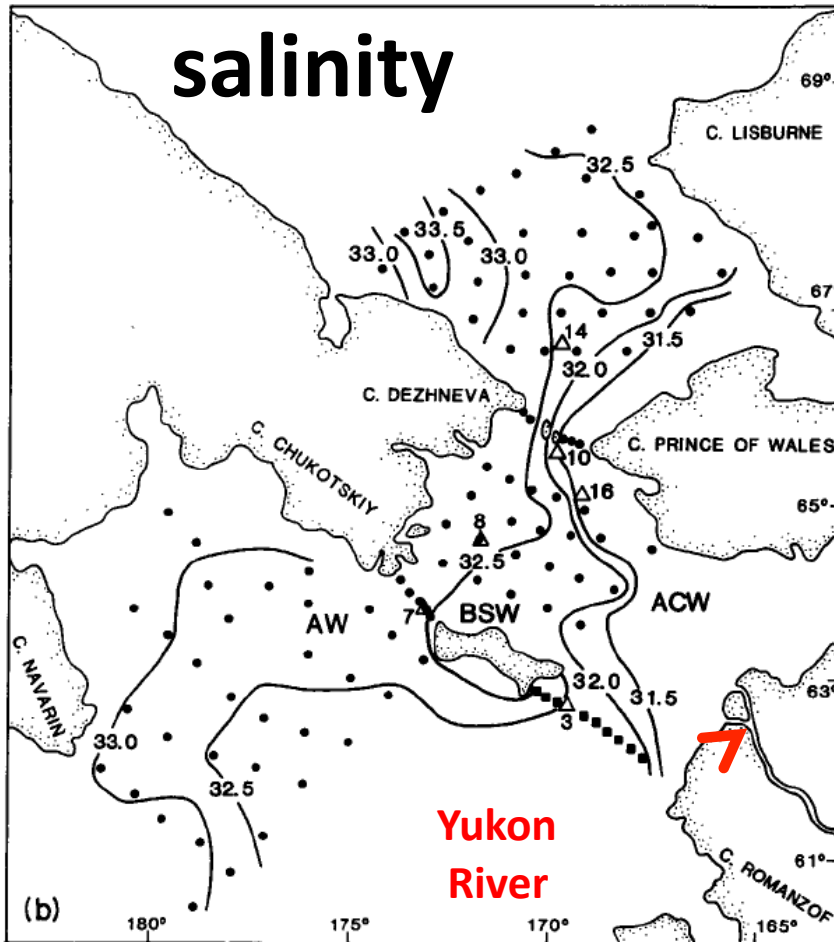 salinity
69°
C. LISBURNE
32.5
33.5
33.0
33.0
67
14
31.5
32.0
C. DEZHNEVA
C. PRINCE OF WALES
10
C. CHUKOTSKIY
16
65°
8
32.5
7
BSW
ACW
AW
C. NAVARIN
32.0
31.5
63
3
33.0
32.5
Yukon
River
61°
C. ROMANZOF
(b)
180°
175°
170°
165°